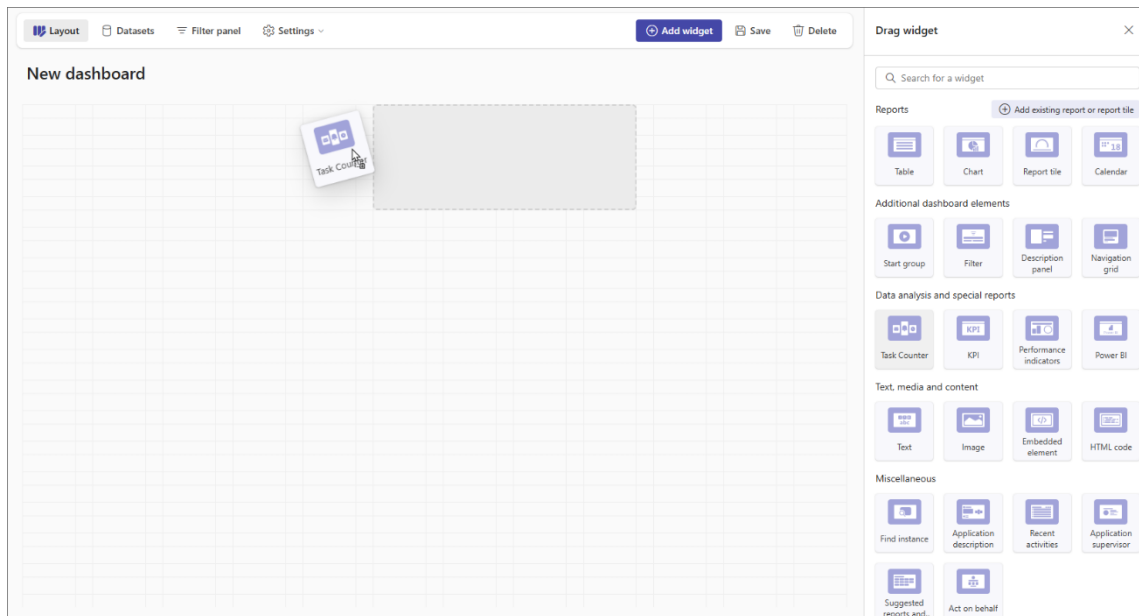 Layout
Datasets
Filter panel
Settings
Add widget
Save
Delete
New dashboard
Task Counter
Drag widget
Search for a widget
Reports
Add existing report or report tile
Table
Chart
Report tile
Calendar
Additional dashboard elements
Start group
Filter
Description
panel
Navigation
grid
Data analysis and special reports
Task Counter
KPI
KPI
Performance
indicators
Power BI
Text, media and content
ABC
Text
Image
Embedded
element
HTML code
Miscellaneous
Find instance
Application
description
Recent
activities
Application
supervisor
Suggested
reports and..
Act on behalf